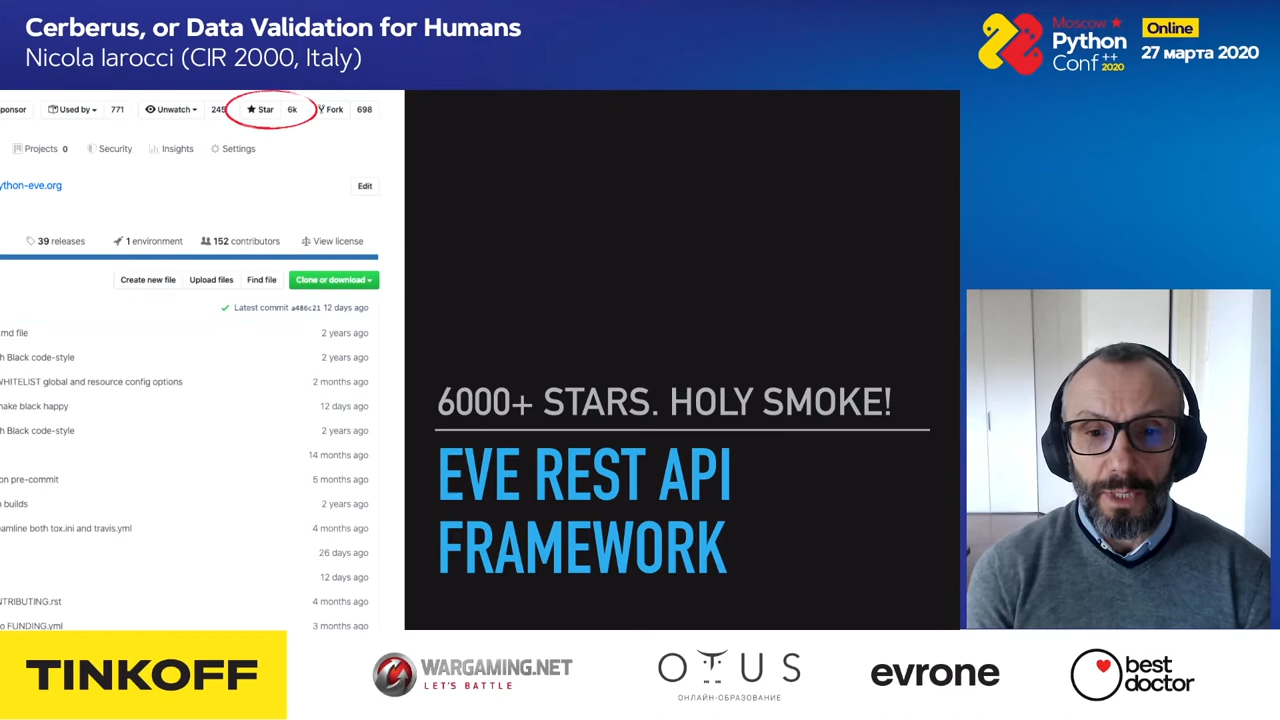 Cerberus, or Data Validation for Humans
Nicola Iarocci (CIR 2000, Italy)
Moscow
Python
Conf ++
2020
Online
27 марта 2020
ponsor
Used by 771
Unwatch 245
Star 6k
Fork 698
Projects 0
Security
Insights
Settings
ython-eve.org
Edit
39 releases
1 environment
152 contributors
View license
Create new file
Upload files
Find file
Clone or download
Latest commit a486c21 12 days ago
md file 2 years ago
h Black code-style 2 years ago
WHITELIST global and resource config options 2 months ago
nake black happy 12 days ago
h Black code-style 2 years ago
14 months ago
on pre-commit 5 months ago
builds 2 years ago
eamline both tox.ini and travis.yml 4 months ago
26 days ago
12 days ago
NTRIBUTING.rst 4 months ago
o FUNDING.yml 3 months ago
6000+ STARS. HOLY SMOKE!
EVE REST API
FRAMEWORK
TINKOFF
WARGAMING.NET
LET'S BATTLE
OTUS
ОНЛАЙН-ОБРАЗОВАНИЕ
evrone
best
doctor